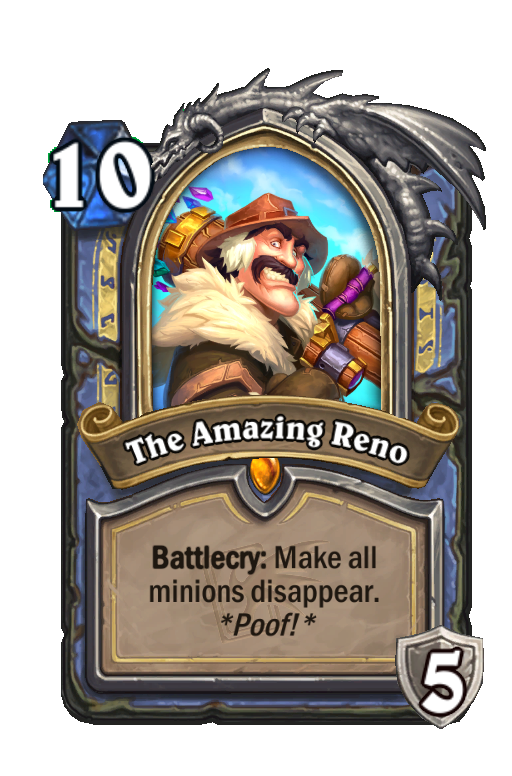 10
The Amazing Reno
Battlecry: Make all
minions disappear.
*Poof!*
5